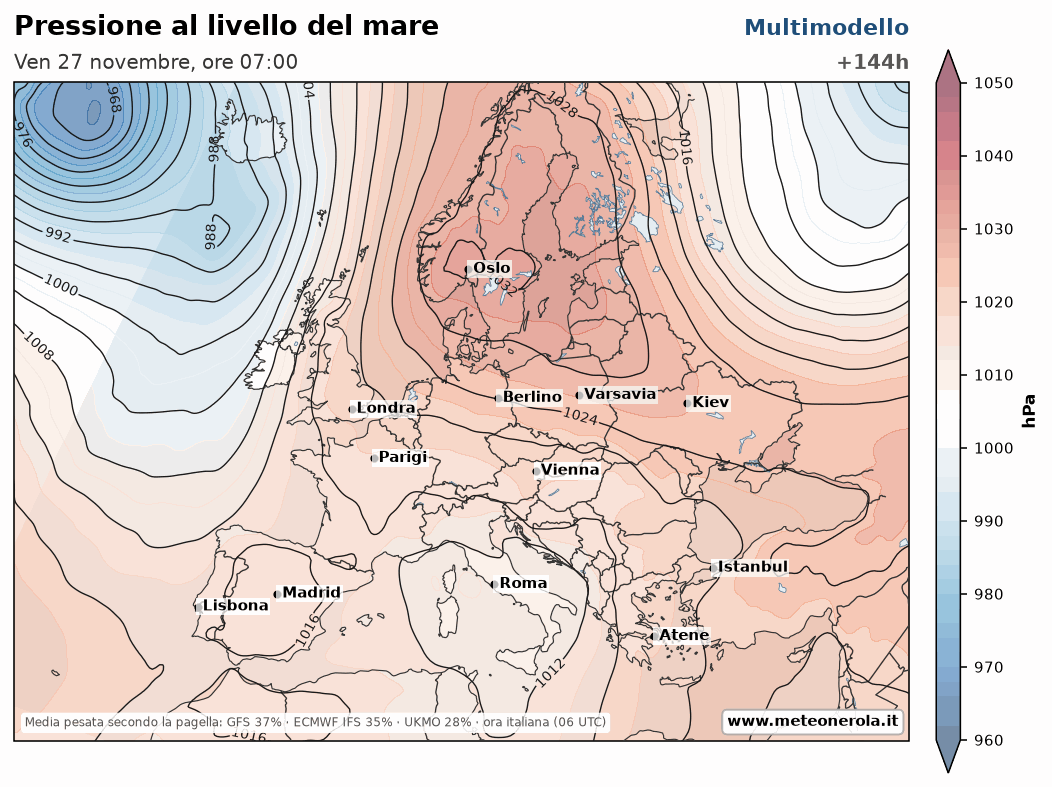 Pressione al livello del mare
Multimodello
Ven 27 novembre, ore 07:00
+144h
1050
1040
1030
1020
1010
1000
990
980
970
960
hPa
968
976
988
988
992
1000
1008
04
1028
1016
1024
1016
1012
1016
Oslo
Berlino
Varsavia
Kiev
Londra
Parigi
Vienna
Istanbul
Roma
Madrid
Lisbona
Atene
Media pesata secondo la pagella: GFS 37% · ECMWF IFS 35% · UKMO 28% · ora italiana (06 UTC)
www.meteonerola.it